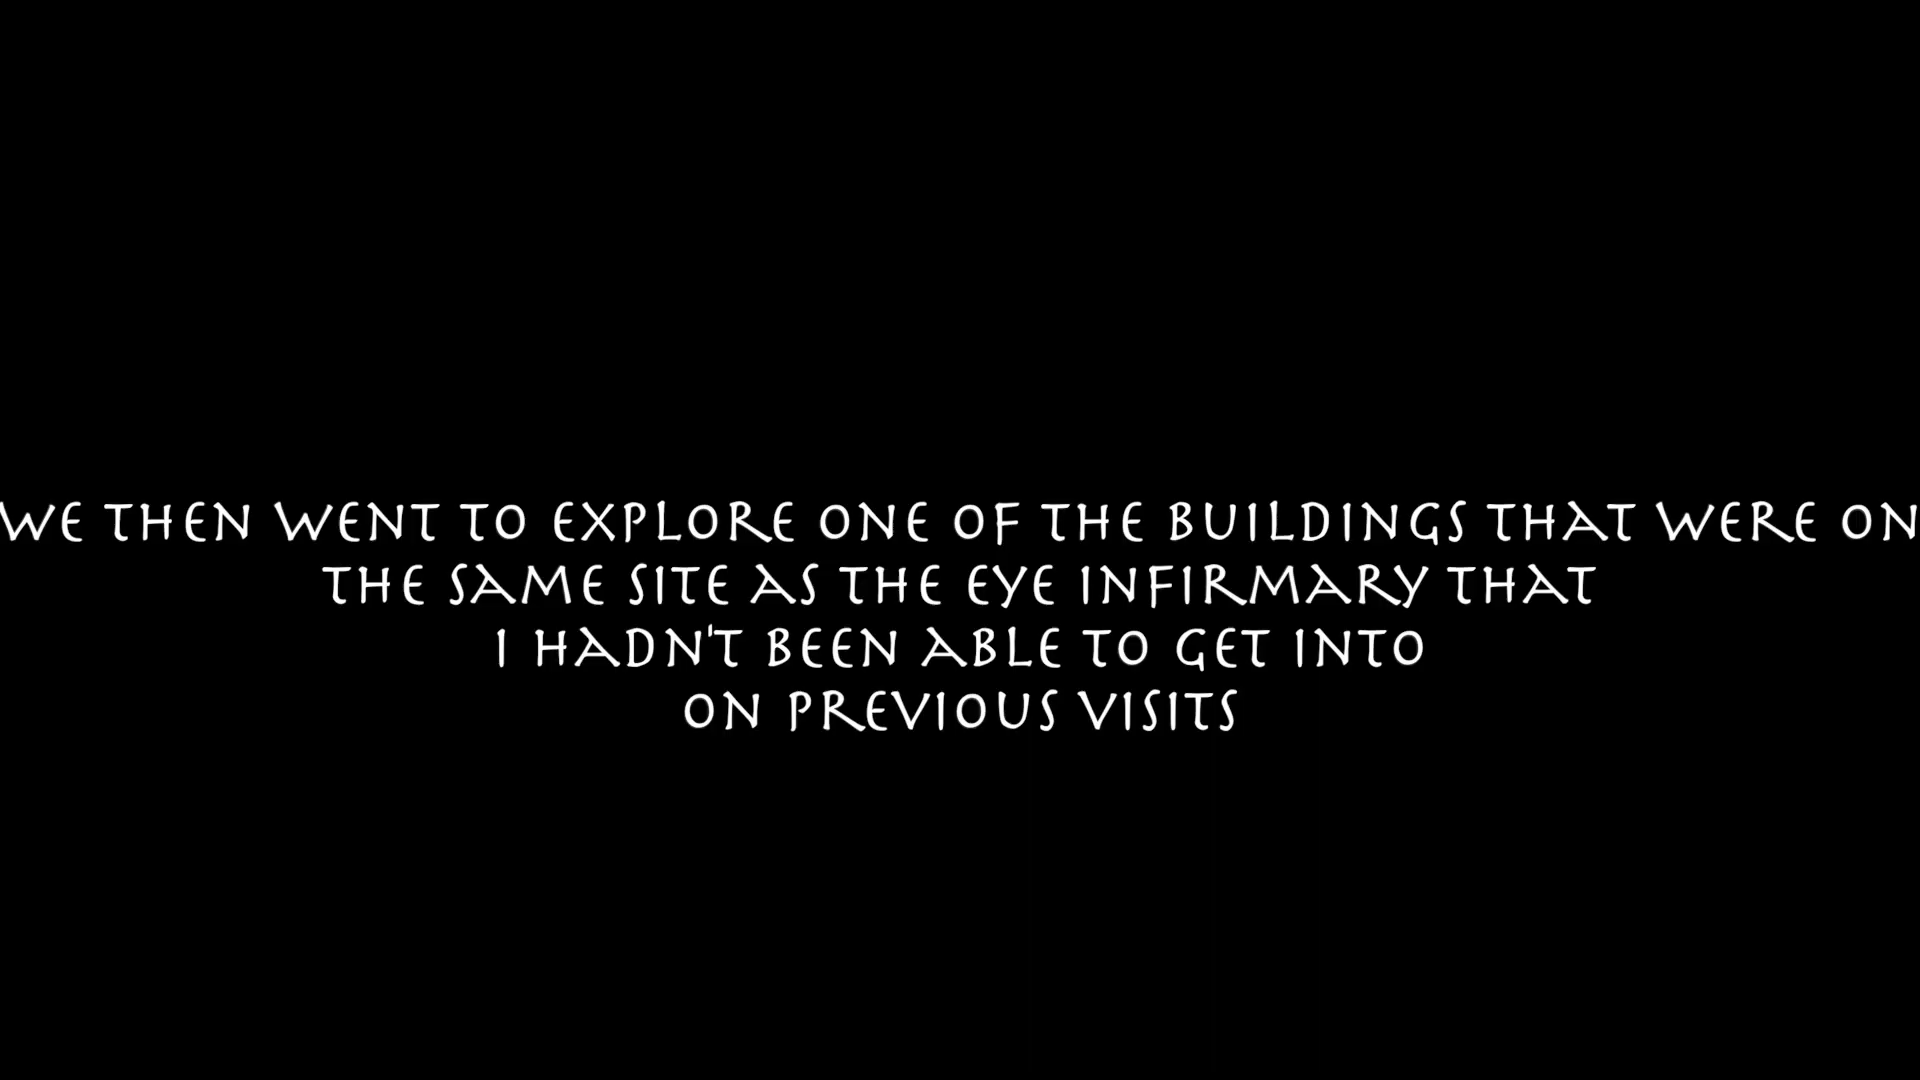 WE THEN WENT TO EXPLORE ONE OF THE BUILDINGS THAT WERE ON
THE SAME SITE AS THE EYE INFIRMARY THAT
I HADN'T BEEN ABLE TO GET INTO
ON PREVIOUS VISITS